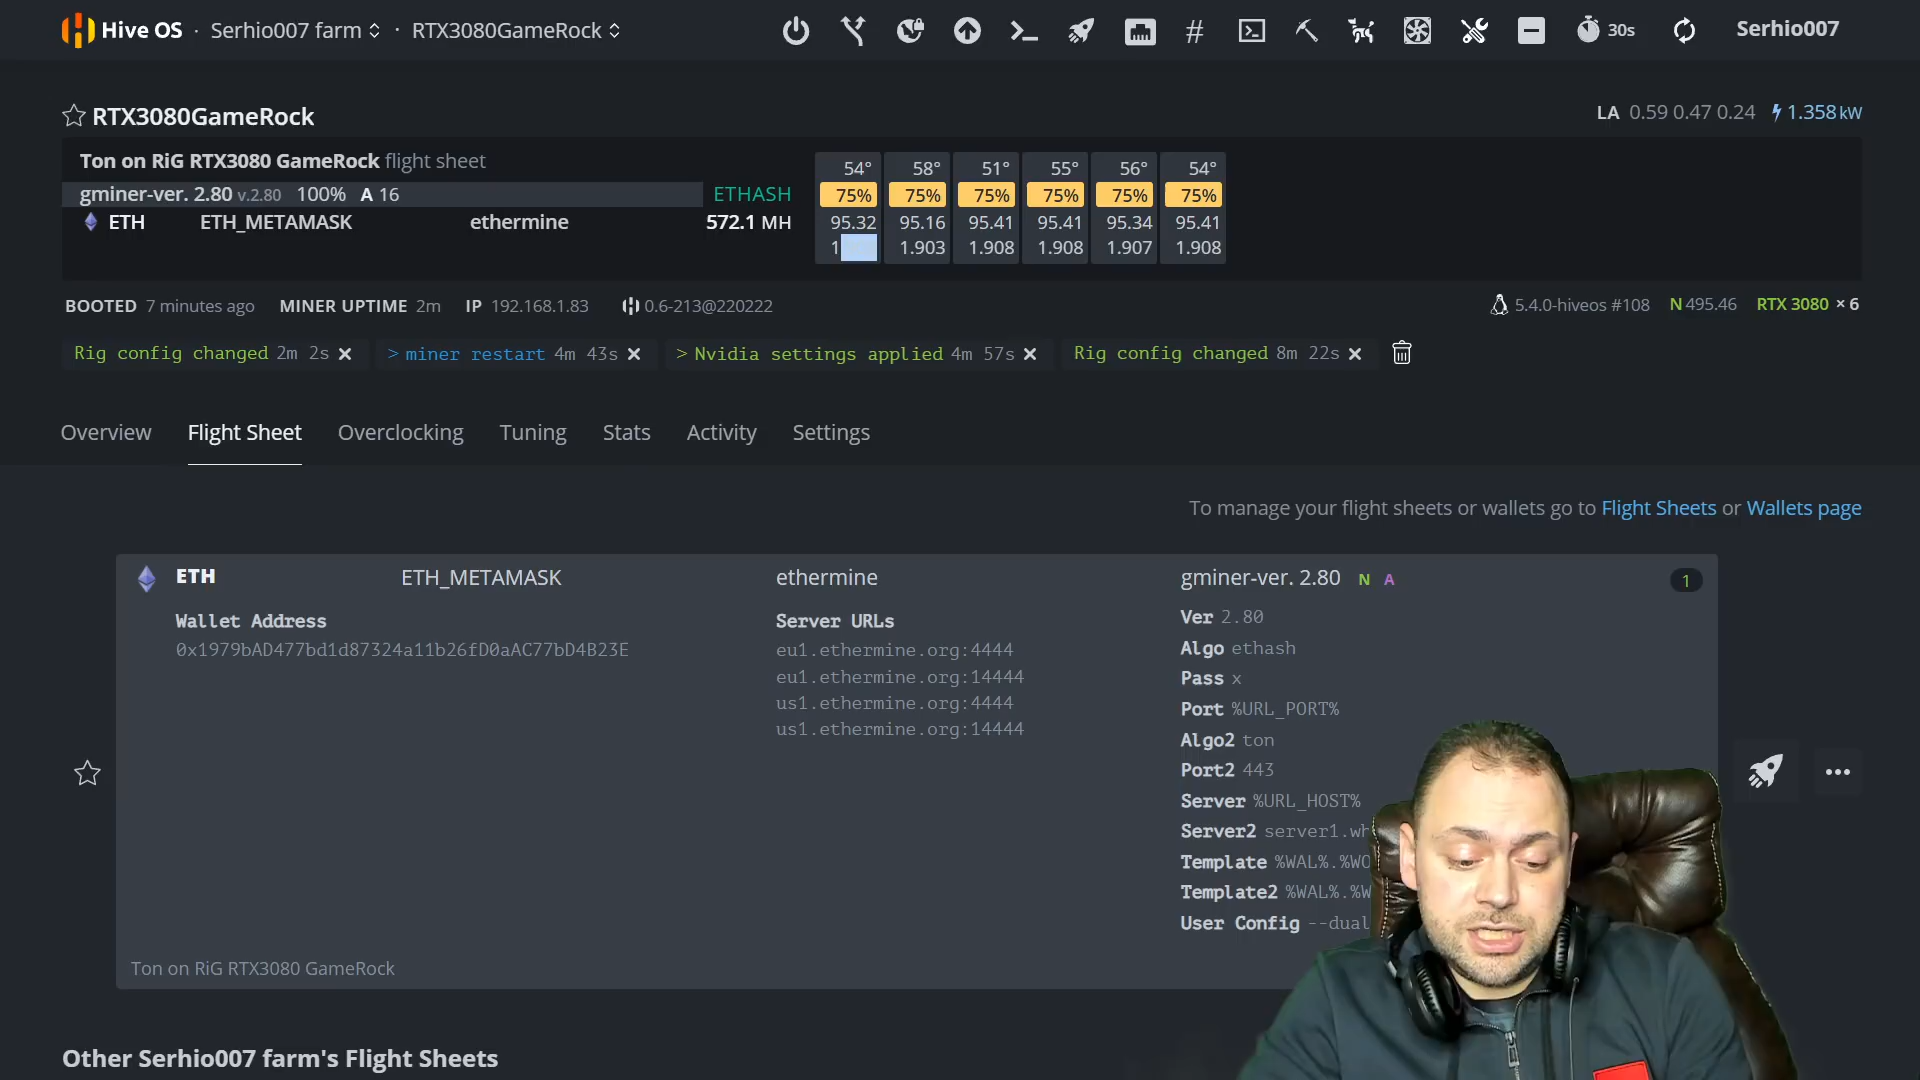 Hive OS · Serhio007 farm · RTX3080GameRock 30s Serhio007
RTX3080GameRock LA 0.59 0.47 0.24 1.358 kW
Ton on RiG RTX3080 GameRock flight sheet 54° 58° 51° 55° 56° 54°
gminer-ver. 2.80 v.2.80 100% A 16 ETHASH 75% 75% 75% 75% 75% 75%
ETH ETH_METAMASK ethermine 572.1 MH 95.32 95.16 95.41 95.41 95.34 95.41
1 1.903 1.908 1.908 1.907 1.908
BOOTED 7 minutes ago MINER UPTIME 2m IP 192.168.1.83 0.6-213@220222 5.4.0-hiveos #108 N 495.46 RTX 3080 × 6
Rig config changed 2m 2s × > miner restart 4m 43s × > Nvidia settings applied 4m 57s × Rig config changed 8m 22s ×
Overview Flight Sheet Overclocking Tuning Stats Activity Settings
To manage your flight sheets or wallets go to Flight Sheets or Wallets page
ETH ETH_METAMASK ethermine gminer-ver. 2.80 N A 1
Wallet Address
0x1979bAD477bd1d87324a11b26fD0aAC77bD4B23E
Server URLs
eu1.ethermine.org:4444
eu1.ethermine.org:14444
us1.ethermine.org:4444
us1.ethermine.org:14444
Ver 2.80
Algo ethash
Pass x
Port %URL_PORT%
Algo2 ton
Port2 443
Server %URL_HOST%
Server2 server1.wh
Template %WAL%.%WO
Template2 %WAL%.%W
User Config --dual
Ton on RiG RTX3080 GameRock
Other Serhio007 farm's Flight Sheets